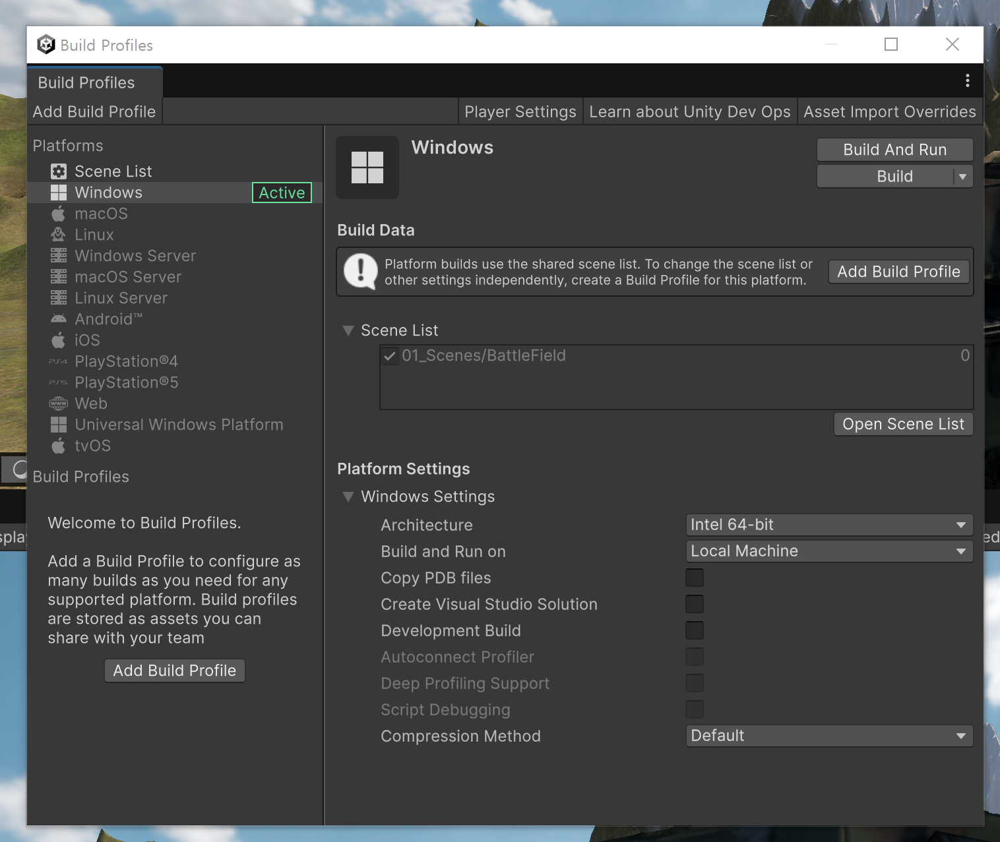 Build Profiles
Build Profiles
Add Build Profile
Player Settings
Learn about Unity Dev Ops
Asset Import Overrides
Platforms
Scene List
Windows
Active
macOS
Linux
Windows Server
macOS Server
Linux Server
Android™
iOS
PS4 PlayStation®4
PS5 PlayStation®5
WWW Web
Universal Windows Platform
tvOS
Build Profiles
Welcome to Build Profiles.
Add a Build Profile to configure as
many builds as you need for any
supported platform. Build profiles
are stored as assets you can
share with your team
Add Build Profile
Windows
Build And Run
Build
Build Data
Platform builds use the shared scene list. To change the scene list or
other settings independently, create a Build Profile for this platform.
Add Build Profile
Scene List
01_Scenes/BattleField 0
Open Scene List
Platform Settings
Windows Settings
Architecture Intel 64-bit
Build and Run on Local Machine
Copy PDB files
Create Visual Studio Solution
Development Build
Autoconnect Profiler
Deep Profiling Support
Script Debugging
Compression Method Default